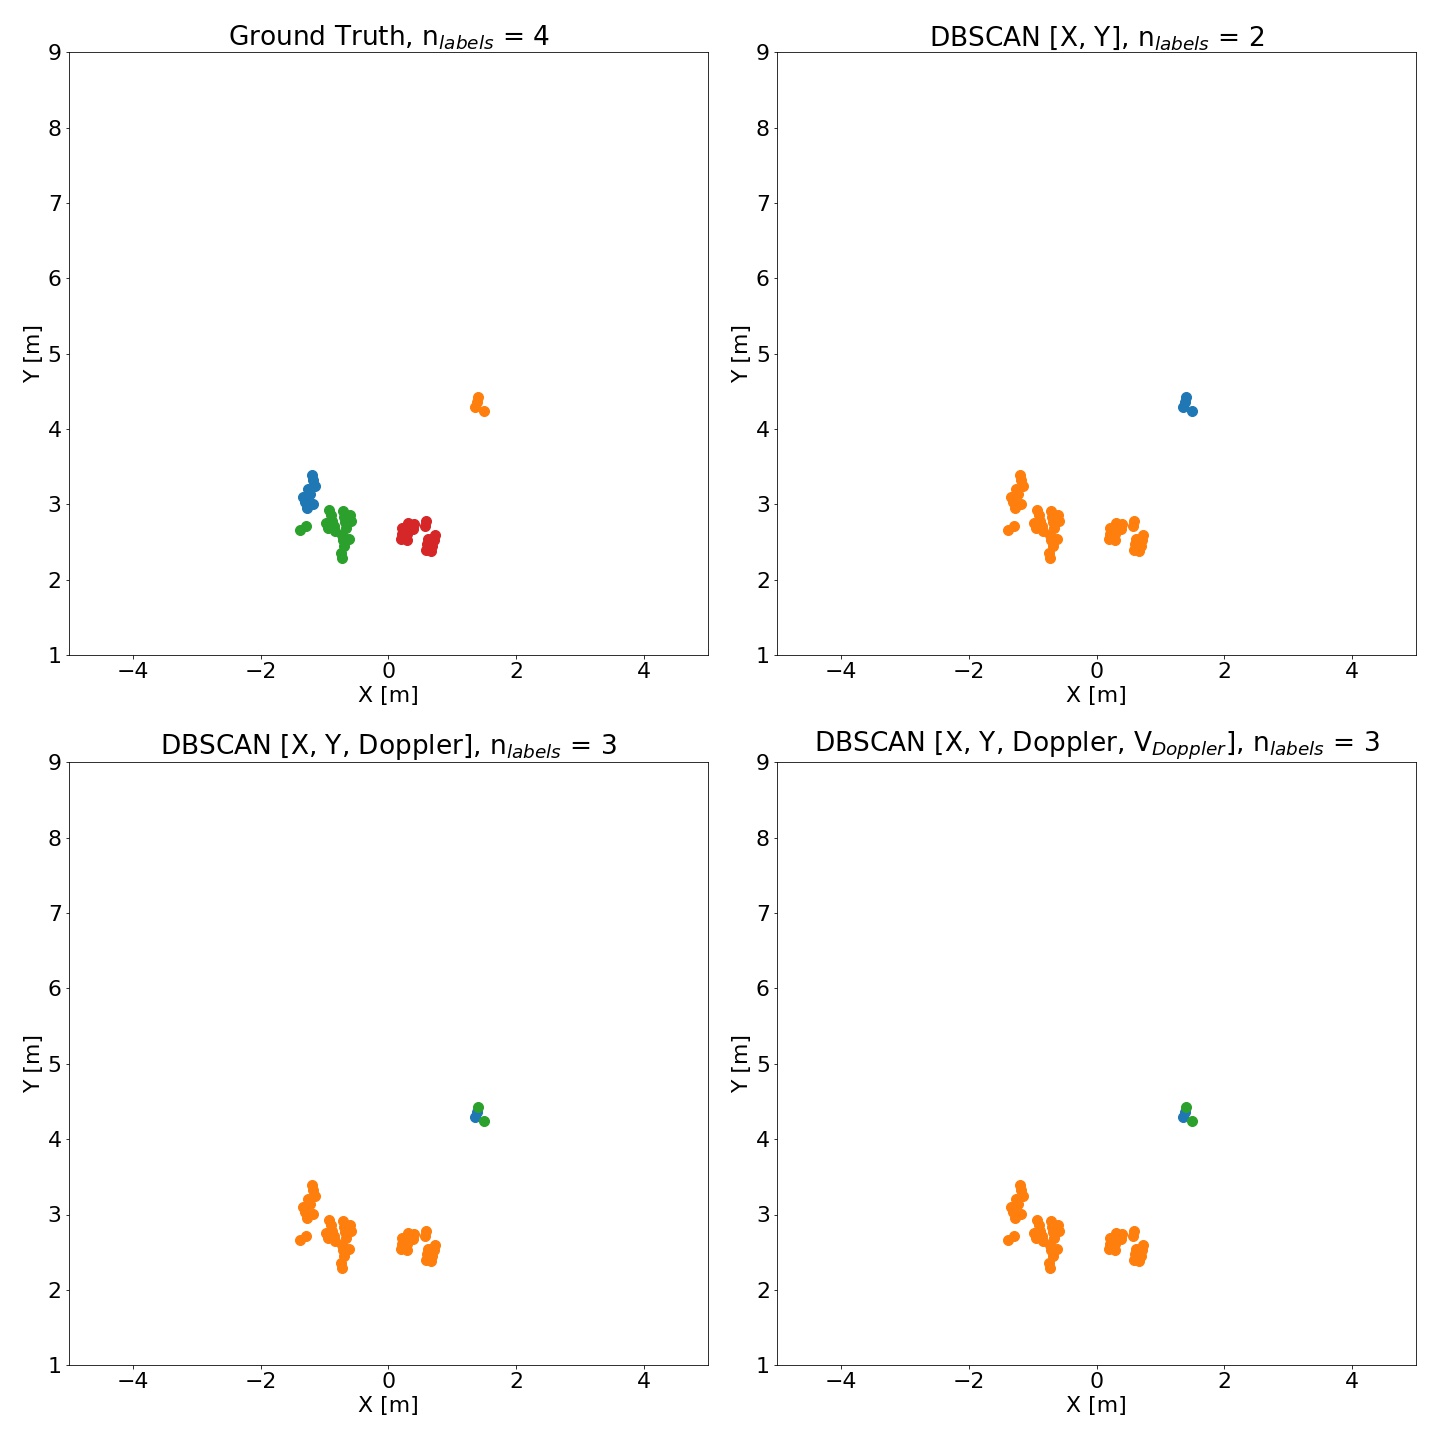 Ground Truth, n_labels = 4
9
8
7
6
5
4
3
2
1
Y [m]
−4 −2 0 2 4
X [m]
DBSCAN [X, Y], n_labels = 2
9
8
7
6
5
4
3
2
1
Y [m]
−4 −2 0 2 4
X [m]
DBSCAN [X, Y, Doppler], n_labels = 3
9
8
7
6
5
4
3
2
1
Y [m]
−4 −2 0 2 4
X [m]
DBSCAN [X, Y, Doppler, V_Doppler], n_labels = 3
9
8
7
6
5
4
3
2
1
Y [m]
−4 −2 0 2 4
X [m]